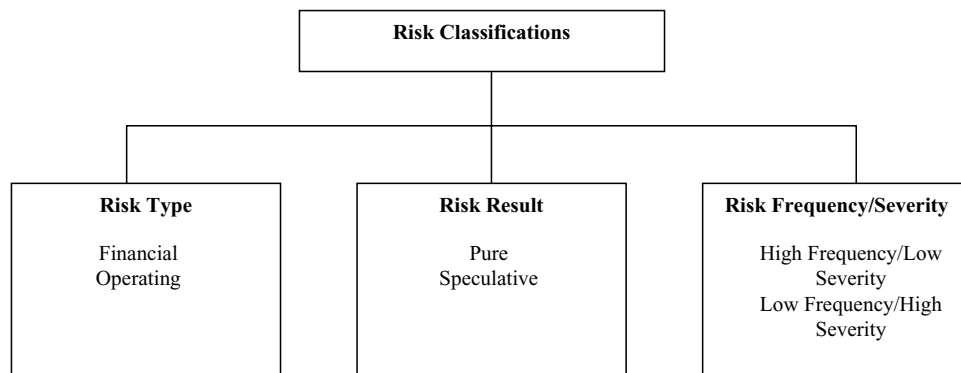 Risk Classifications
Risk Type
Financial
Operating
Risk Result
Pure
Speculative
Risk Frequency/Severity
High Frequency/Low
Severity
Low Frequency/High
Severity